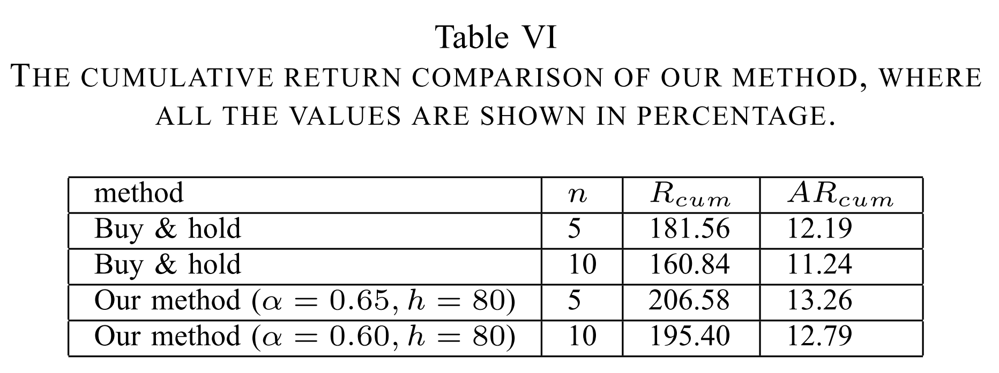 Table VI
THE CUMULATIVE RETURN COMPARISON OF OUR METHOD, WHERE
ALL THE VALUES ARE SHOWN IN PERCENTAGE.
method n R_{cum} AR_{cum}
Buy & hold 5 181.56 12.19
Buy & hold 10 160.84 11.24
Our method (α = 0.65, h = 80) 5 206.58 13.26
Our method (α = 0.60, h = 80) 10 195.40 12.79